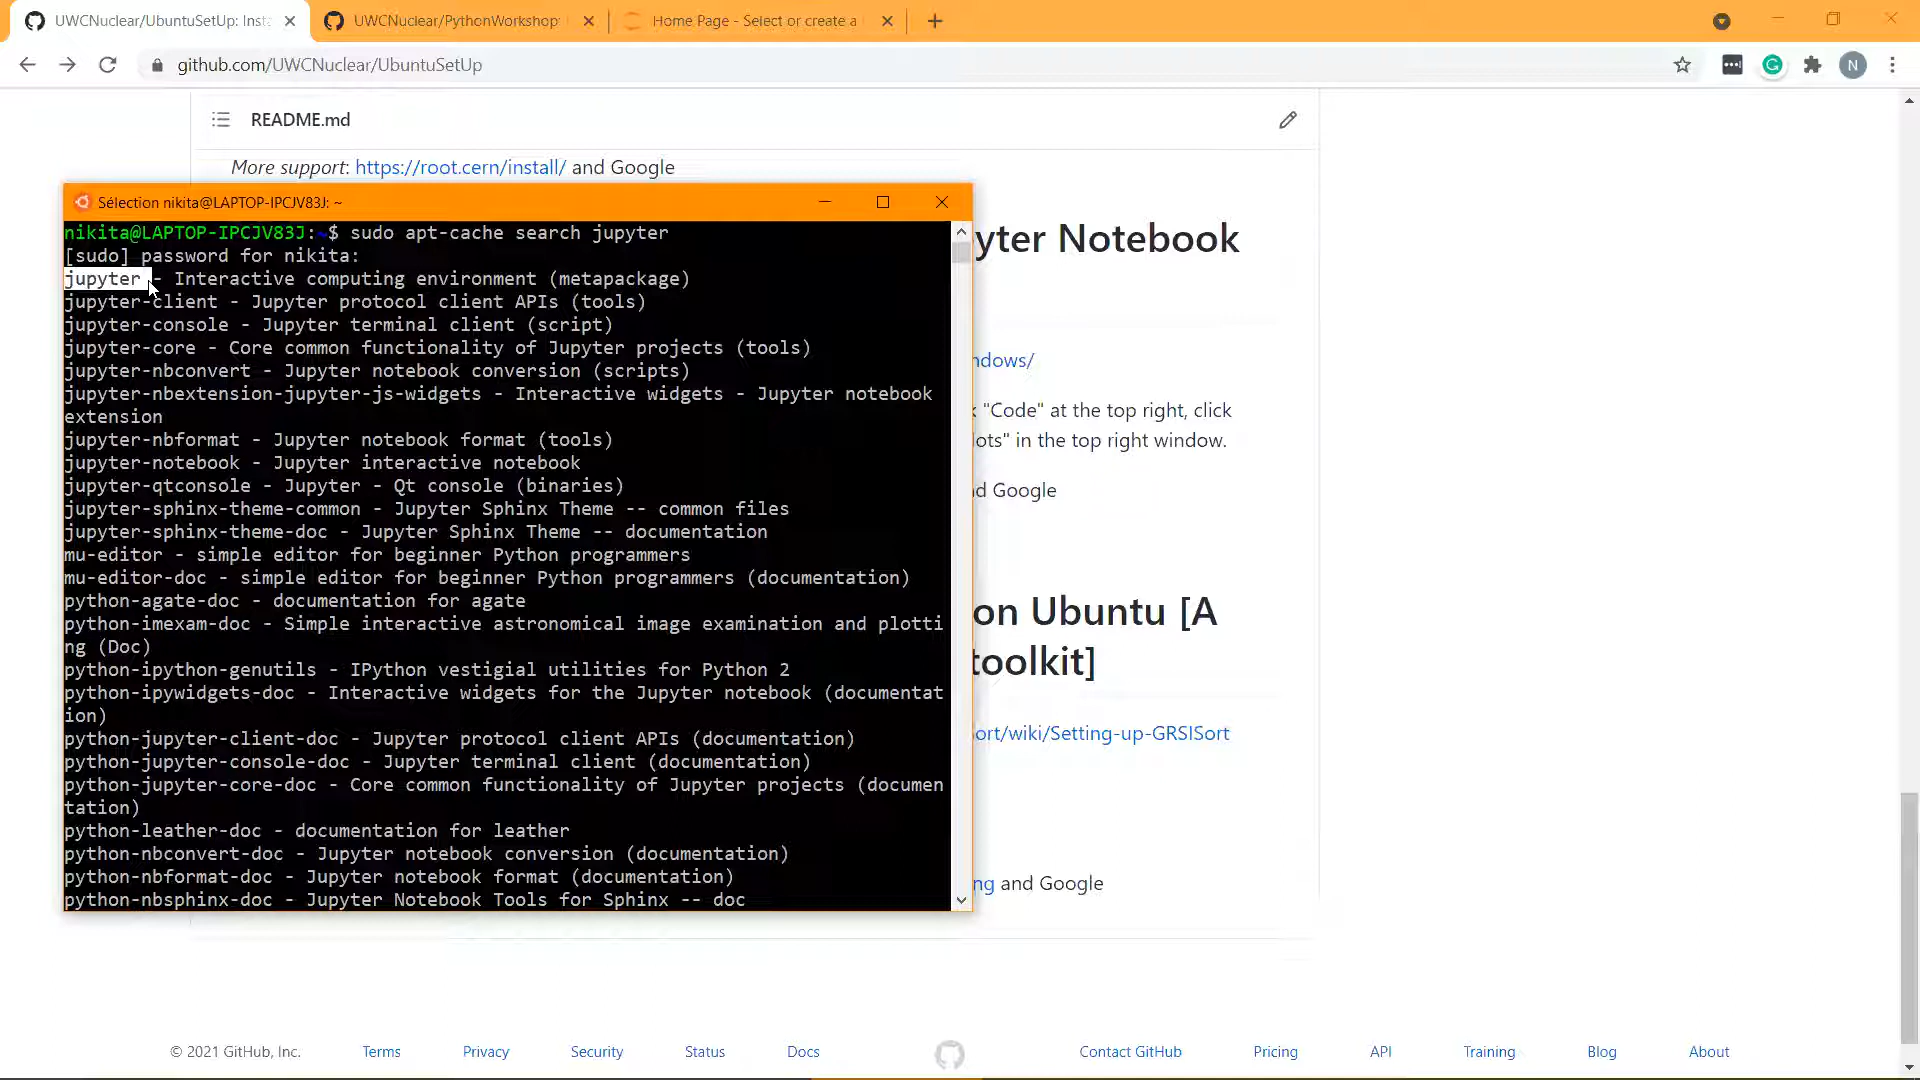 UWCNuclear/UbuntuSetUp: Inst
UWCNuclear/PythonWorkshop
Home Page - Select or create a
github.com/UWCNuclear/UbuntuSetUp
N
README.md
More support: https://root.cern/install/ and Google
Sélection nikita@LAPTOP-IPCJV83J: ~
nikita@LAPTOP-IPCJV83J:~$ sudo apt-cache search jupyter
[sudo] password for nikita:
jupyter - Interactive computing environment (metapackage)
jupyter-client - Jupyter protocol client APIs (tools)
jupyter-console - Jupyter terminal client (script)
jupyter-core - Core common functionality of Jupyter projects (tools)
jupyter-nbconvert - Jupyter notebook conversion (scripts)
jupyter-nbextension-jupyter-js-widgets - Interactive widgets - Jupyter notebook
extension
jupyter-nbformat - Jupyter notebook format (tools)
jupyter-notebook - Jupyter interactive notebook
jupyter-qtconsole - Jupyter - Qt console (binaries)
jupyter-sphinx-theme-common - Jupyter Sphinx Theme -- common files
jupyter-sphinx-theme-doc - Jupyter Sphinx Theme -- documentation
mu-editor - simple editor for beginner Python programmers
mu-editor-doc - simple editor for beginner Python programmers (documentation)
python-agate-doc - documentation for agate
python-imexam-doc - Simple interactive astronomical image examination and plotti
ng (Doc)
python-ipython-genutils - IPython vestigial utilities for Python 2
python-ipywidgets-doc - Interactive widgets for the Jupyter notebook (documentat
ion)
python-jupyter-client-doc - Jupyter protocol client APIs (documentation)
python-jupyter-console-doc - Jupyter terminal client (documentation)
python-jupyter-core-doc - Core common functionality of Jupyter projects (documen
tation)
python-leather-doc - documentation for leather
python-nbconvert-doc - Jupyter notebook conversion (documentation)
python-nbformat-doc - Jupyter notebook format (documentation)
python-nbsphinx-doc - Jupyter Notebook Tools for Sphinx -- doc
yter Notebook
ndows/
"Code" at the top right, click
lots" in the top right window.
d Google
on Ubuntu [A
toolkit]
ort/wiki/Setting-up-GRSISort
ng and Google
© 2021 GitHub, Inc.
Terms
Privacy
Security
Status
Docs
Contact GitHub
Pricing
API
Training
Blog
About